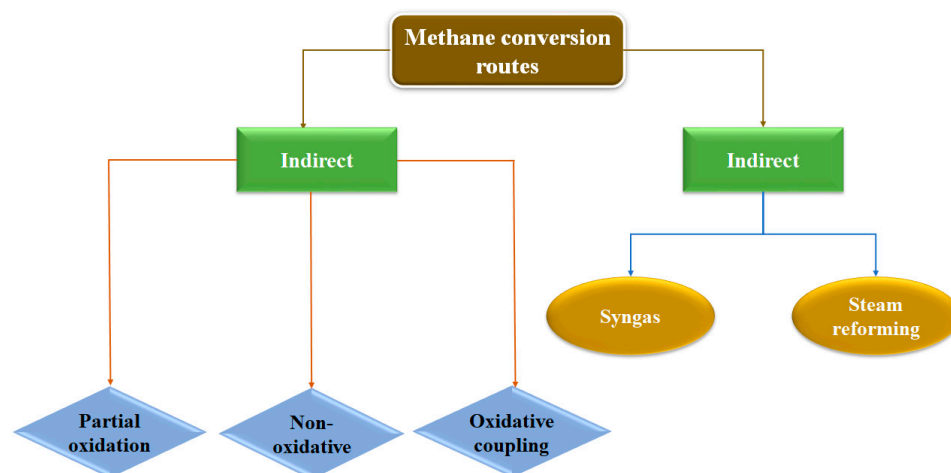 Methane conversion
routes
Indirect
Indirect
Syngas
Steam
reforming
Partial
oxidation
Non-
oxidative
Oxidative
coupling